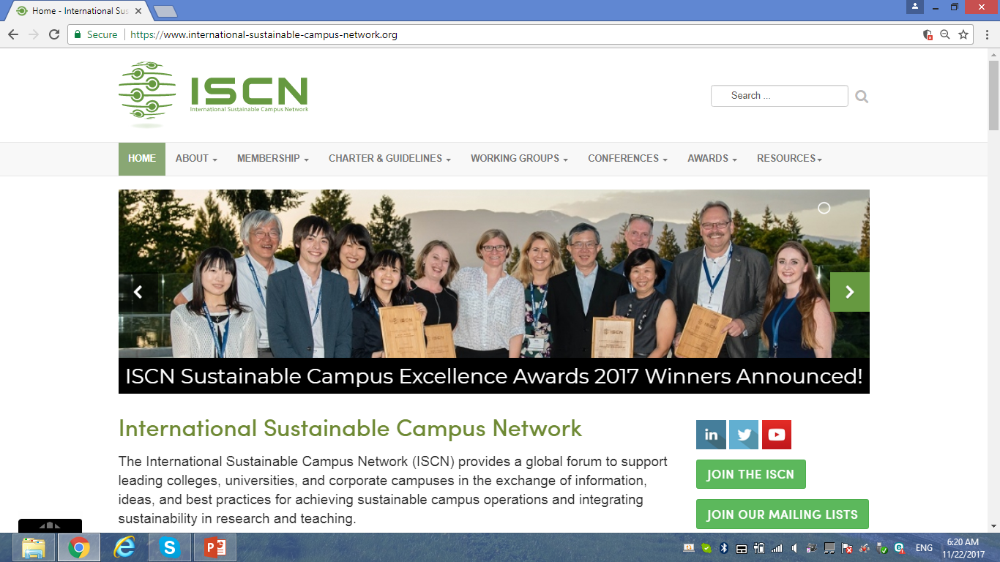 Home - International Sus
Secure
https://www.international-sustainable-campus-network.org
ISCN
International Sustainable Campus Network
Search ...
HOME ABOUT MEMBERSHIP CHARTER & GUIDELINES WORKING GROUPS CONFERENCES AWARDS RESOURCES
ISCN
ISCN
ISCN
ISCN
ISCN Sustainable Campus Excellence Awards 2017 Winners Announced!
International Sustainable Campus Network
The International Sustainable Campus Network (ISCN) provides a global forum to support
leading colleges, universities, and corporate campuses in the exchange of information,
ideas, and best practices for achieving sustainable campus operations and integrating
sustainability in research and teaching.
in
JOIN THE ISCN
JOIN OUR MAILING LISTS
ENG
6:20 AM
11/22/2017